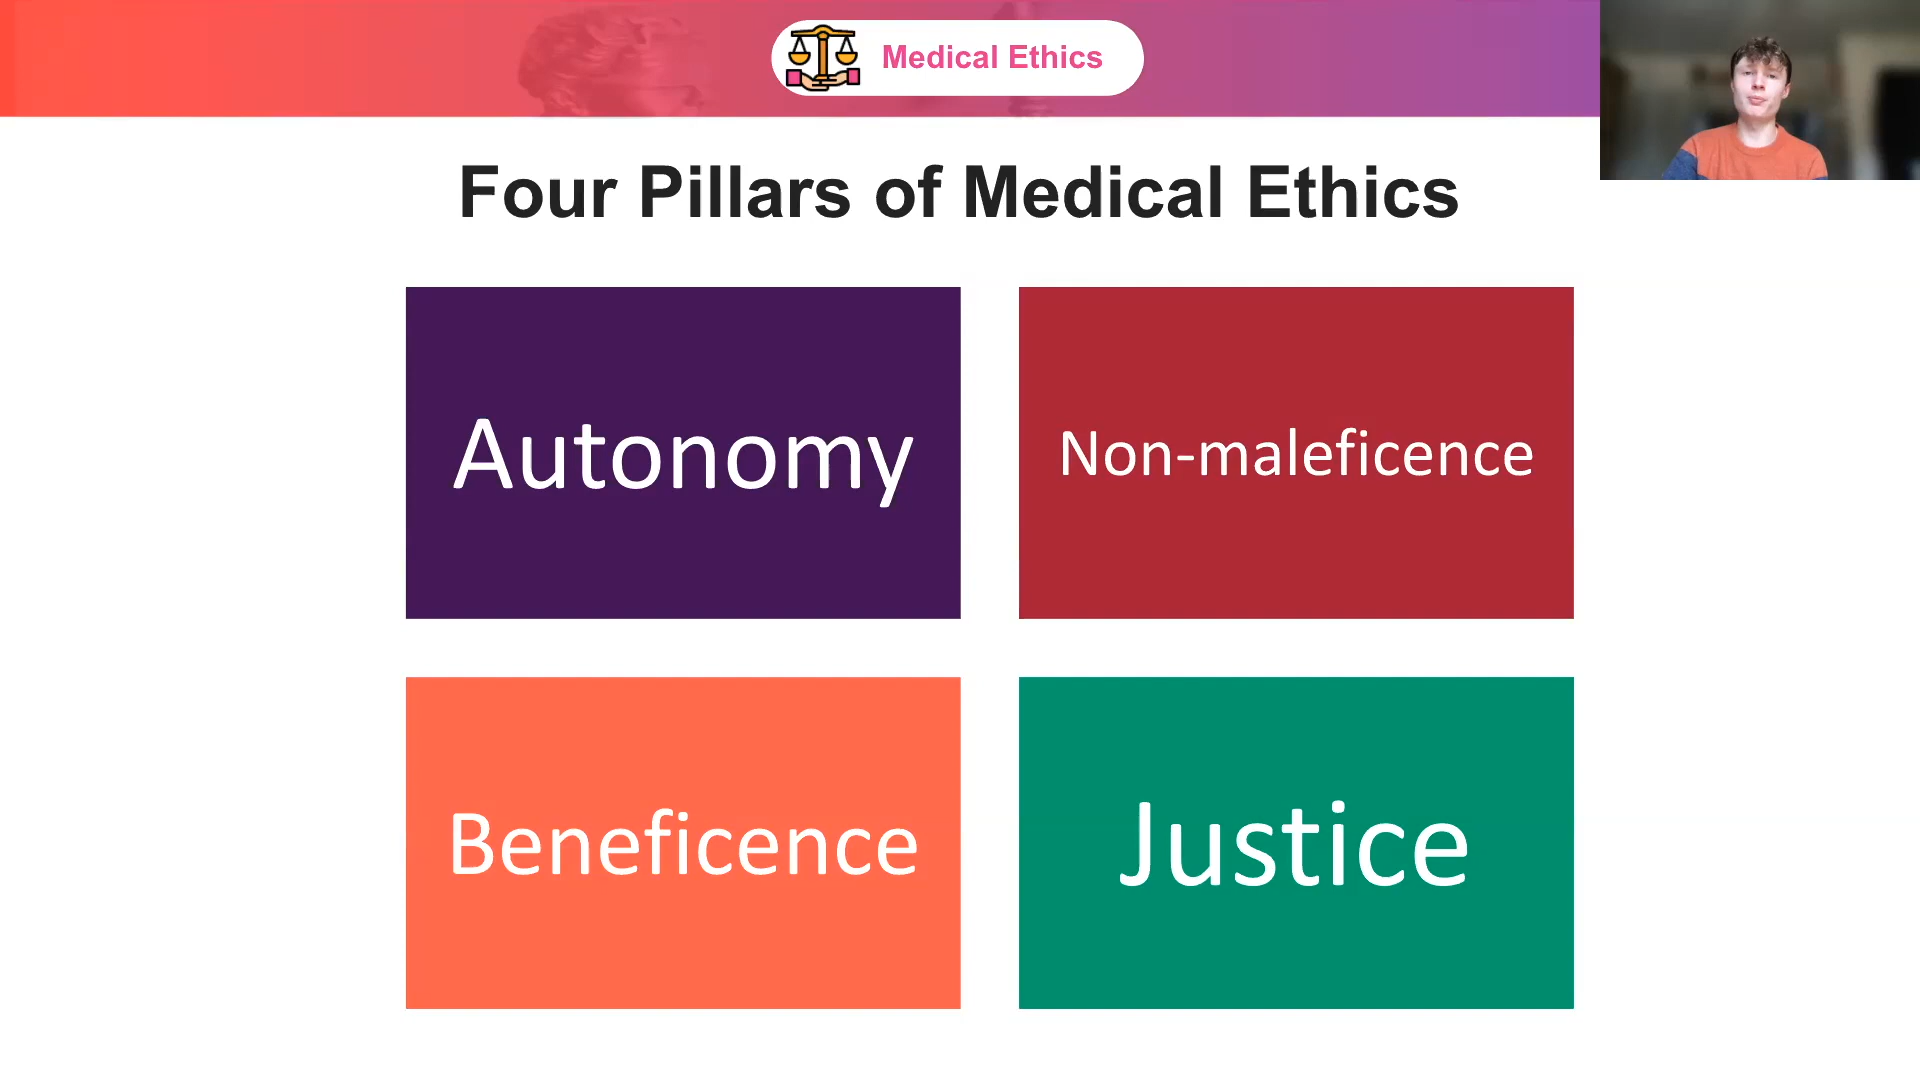 Medical Ethics
Four Pillars of Medical Ethics
Autonomy
Non-maleficence
Beneficence
Justice